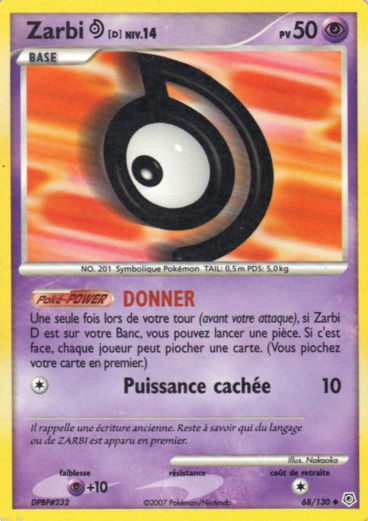 Zarbi [D] NIV.14 PV 50
BASE
NO. 201 Symbolique Pokémon TAIL: 0,5m PDS: 5,0kg
Poké-POWER DONNER
Une seule fois lors de votre tour (avant votre attaque), si Zarbi
D est sur votre Banc, vous pouvez lancer une pièce. Si c'est
face, chaque joueur peut piocher une carte. (Vous piochez
votre carte en premier.)
Puissance cachée 10
Il rappelle une écriture ancienne. Reste à savoir qui du langage
ou de ZARBI est apparu en premier.
Illus. Nakaoka
faiblesse résistance coût de retraite
+10
DPBP#232 ©2007 Pokémon/Nintendo 68/130